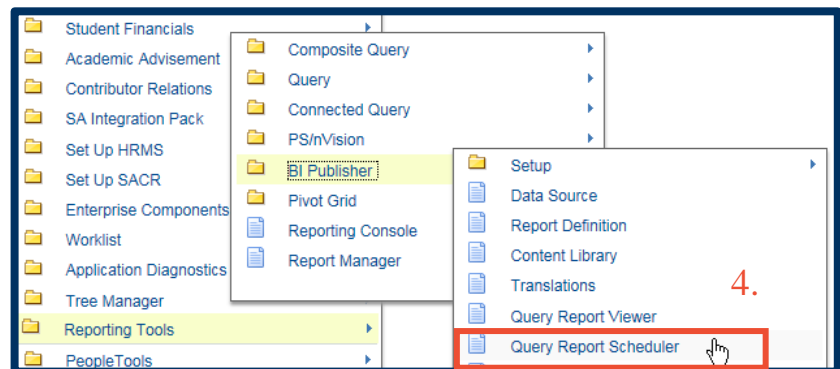 Student Financials
Academic Advisement
Contributor Relations
SA Integration Pack
Set Up HRMS
Set Up SACR
Enterprise Components
Worklist
Application Diagnostics
Tree Manager
Reporting Tools
PeopleTools
Composite Query
Query
Connected Query
PS/nVision
BI Publisher
Pivot Grid
Reporting Console
Report Manager
Setup
Data Source
Report Definition
Content Library
Translations
4.
Query Report Viewer
Query Report Scheduler